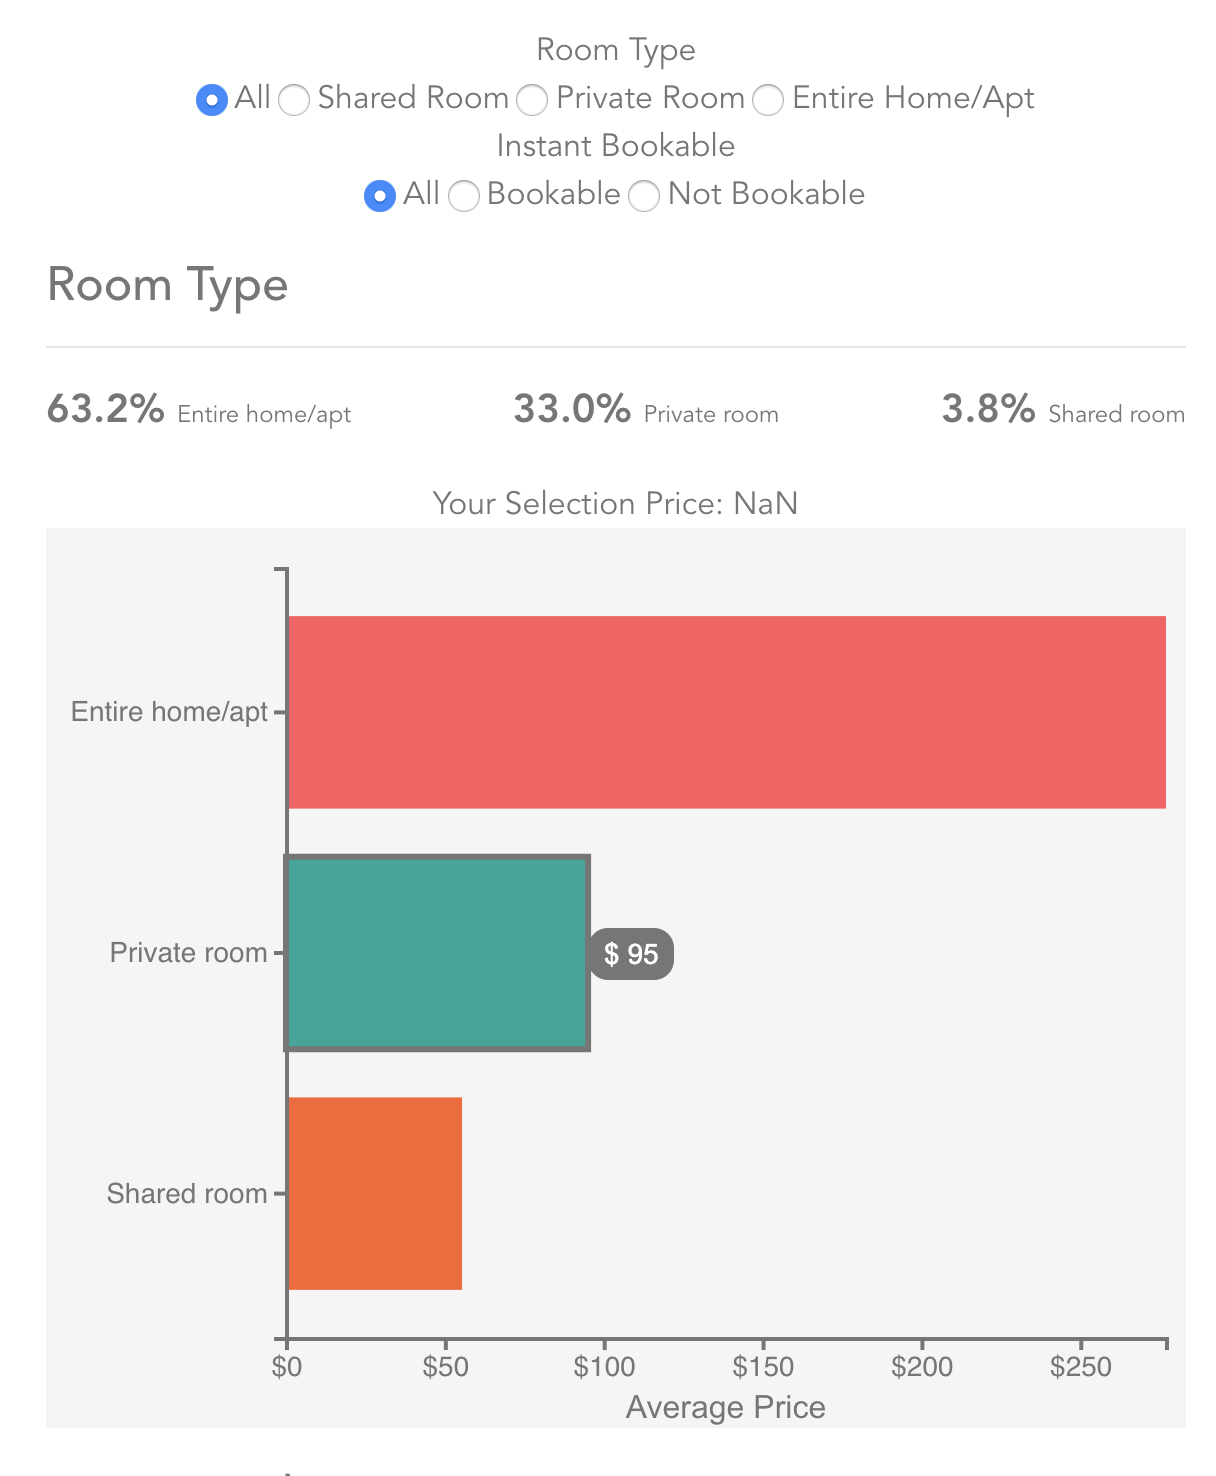 Room Type
All Shared Room Private Room Entire Home/Apt
Instant Bookable
All Bookable Not Bookable
Room Type
63.2% Entire home/apt 33.0% Private room 3.8% Shared room
Your Selection Price: NaN
Entire home/apt
Private room
$ 95
Shared room
$0 $50 $100 $150 $200 $250
Average Price